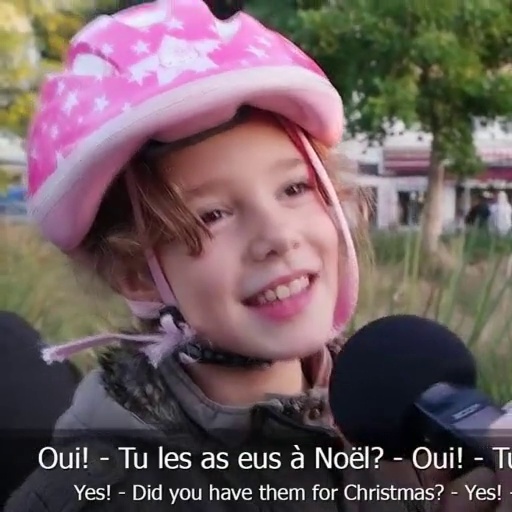 Oui! - Tu les as eus à Noël? - Oui! - Tu
Yes! - Did you have them for Christmas? - Yes! -